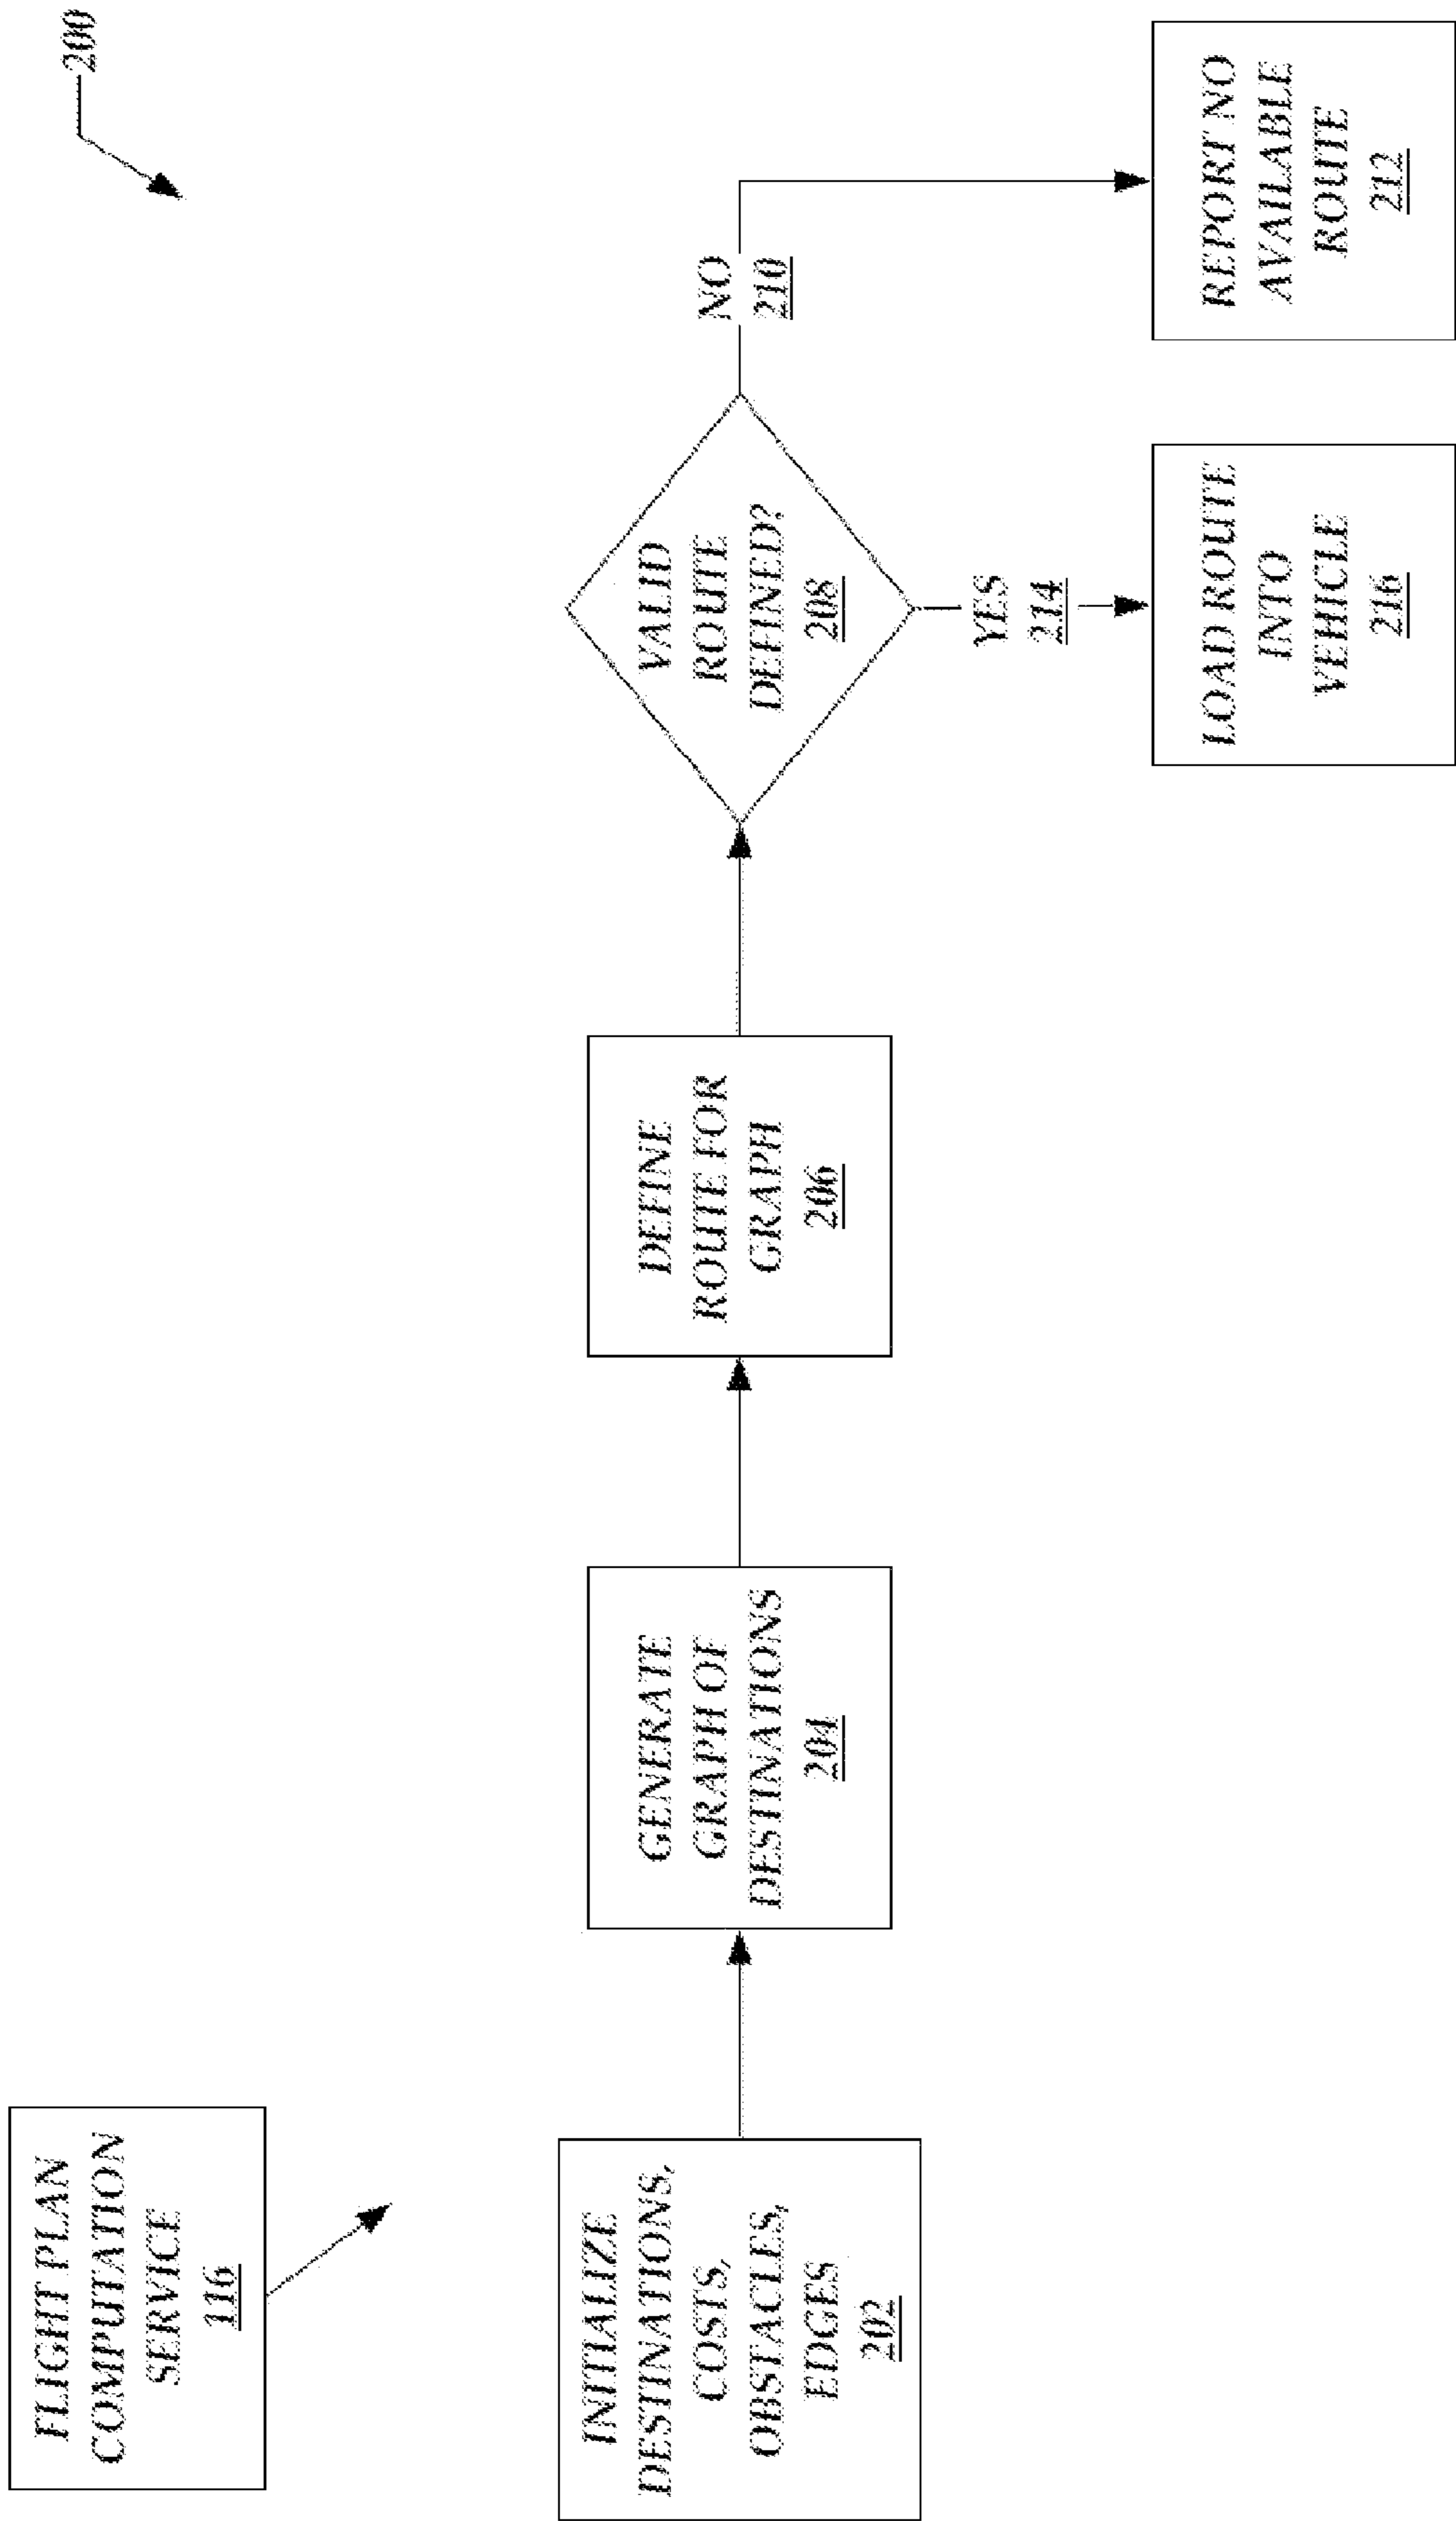 200
FLIGHT PLAN
COMPUTATION
SERVICE
116
INITIALIZE
DESTINATIONS,
COSTS,
OBSTACLES,
EDGES
202
GENERATE
GRAPH OF
DESTINATIONS
204
DEFINE
ROUTE FOR
GRAPH
206
VALID
ROUTE
DEFINED?
208
NO
210
YES
214
LOAD ROUTE
INTO
VEHICLE
216
REPORT NO
AVAILABLE
ROUTE
212